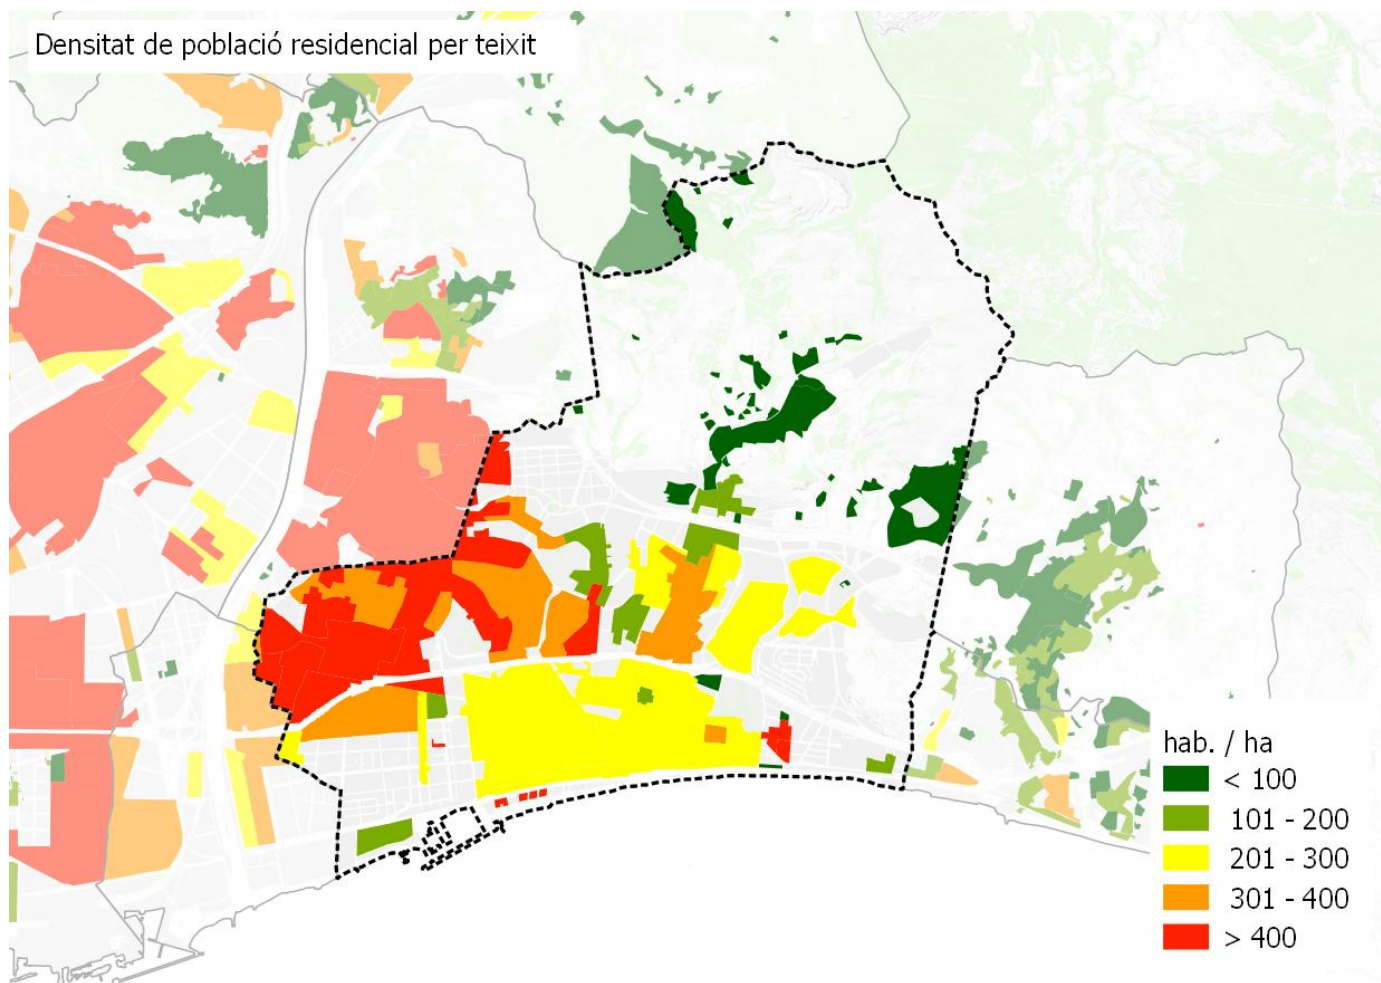 Densitat de població residencial per teixit
hab. / ha
< 100
101 - 200
201 - 300
301 - 400
> 400